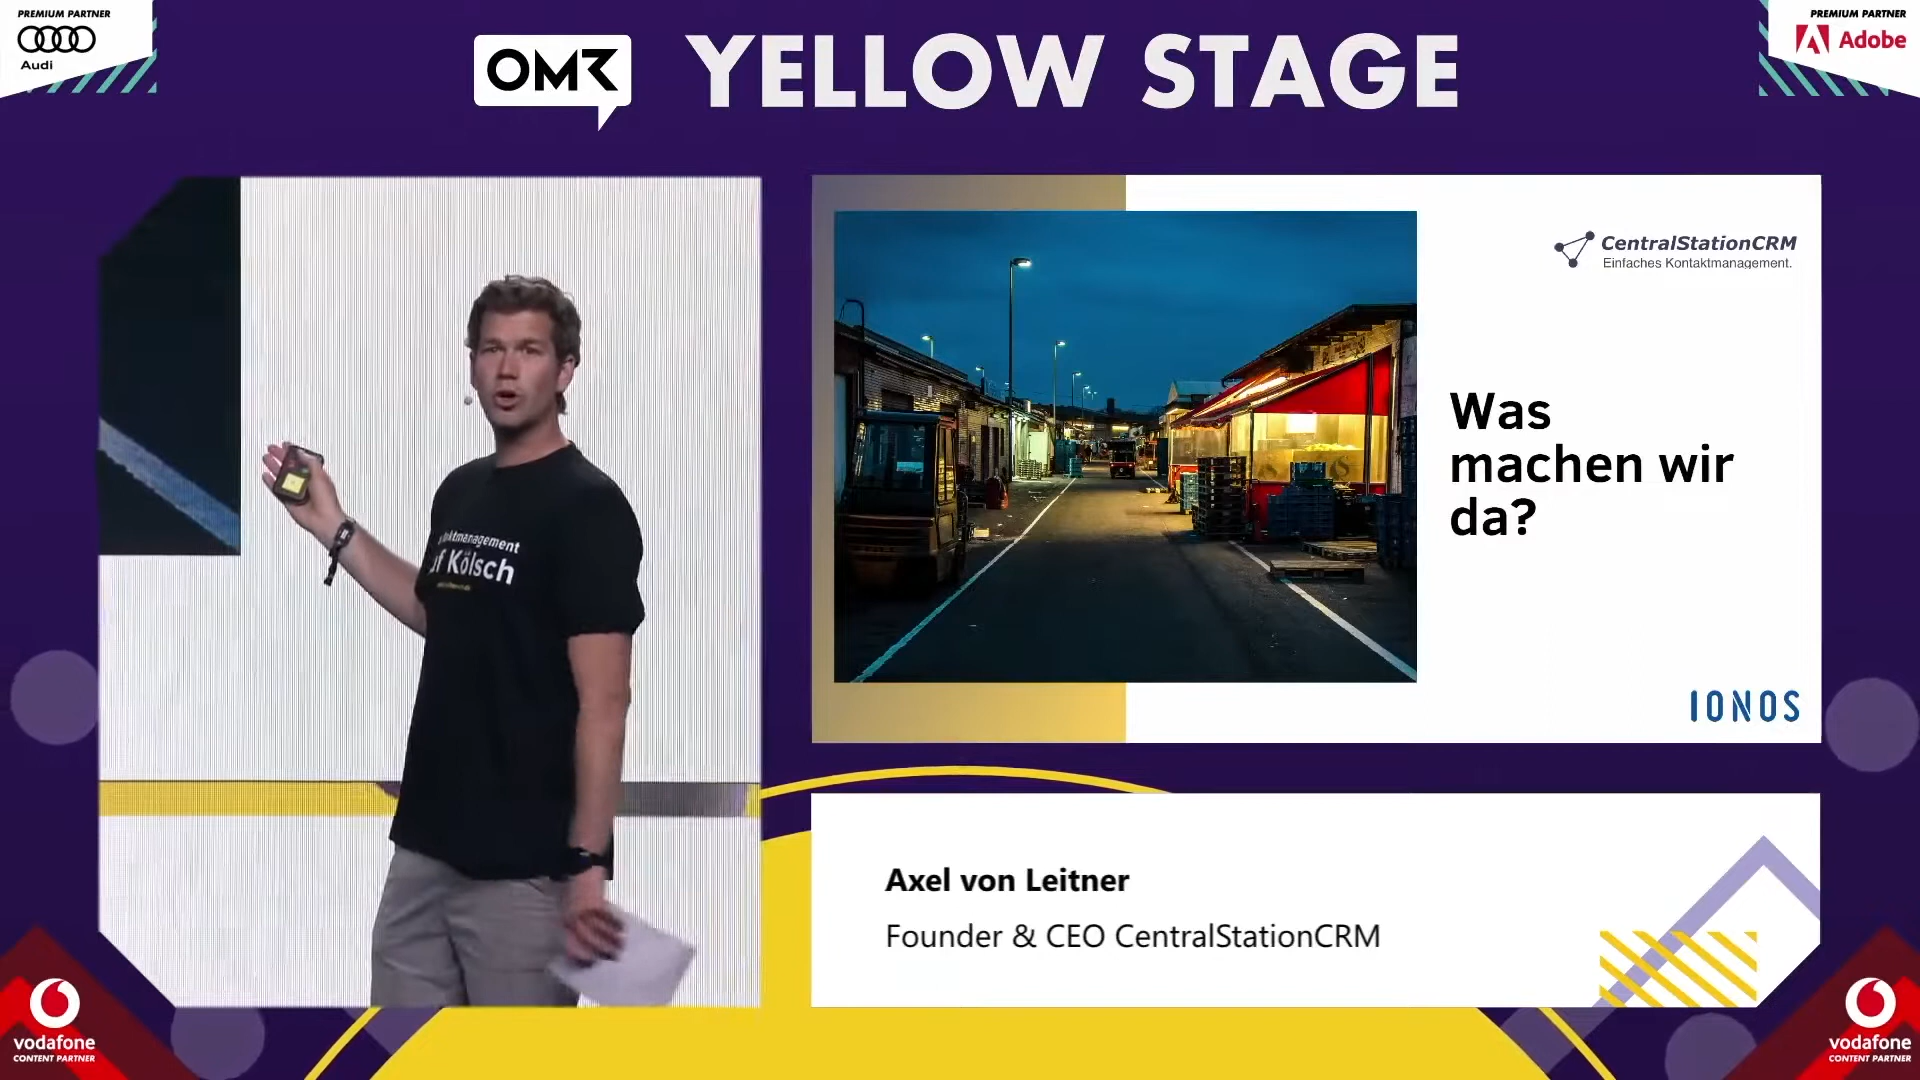 PREMIUM PARTNER
Audi
OMR YELLOW STAGE
PREMIUM PARTNER
Adobe
CentralStationCRM
Einfaches Kontaktmanagement.
Was
machen wir
da?
IONOS
Kölsch
Axel von Leitner
Founder & CEO CentralStationCRM
vodafone
CONTENT PARTNER
vodafone
CONTENT PARTNER